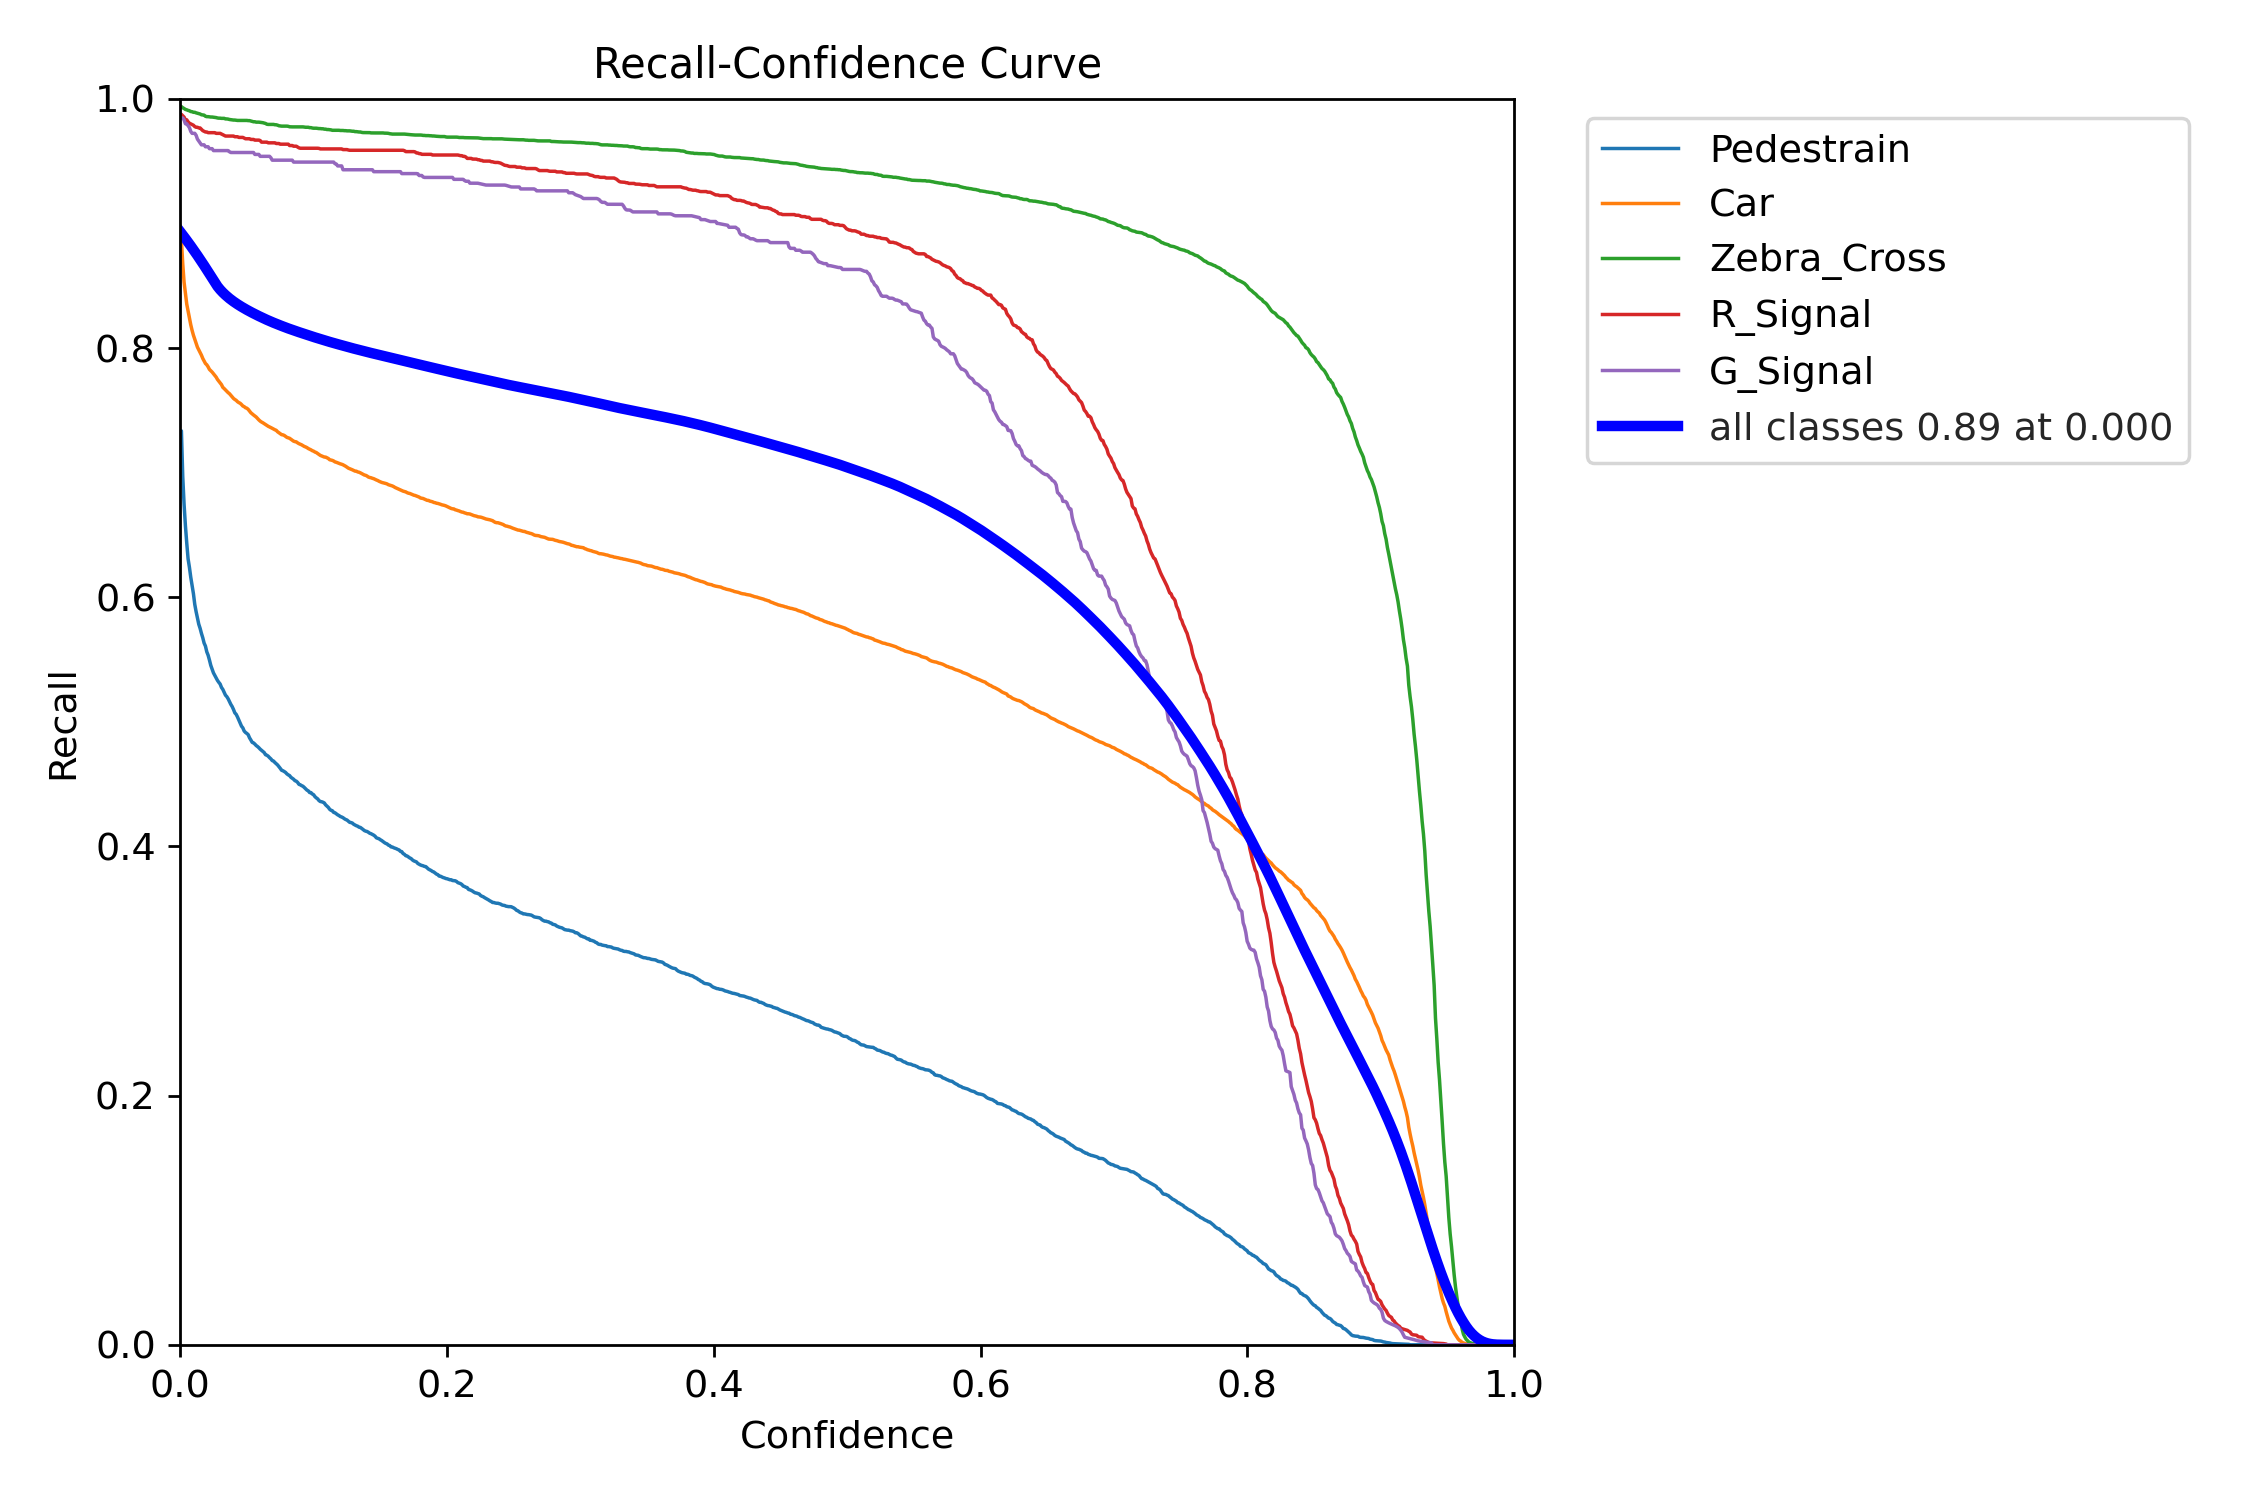 Recall-Confidence Curve
1.0
0.8
0.6
0.4
0.2
0.0
Recall
0.0 0.2 0.4 0.6 0.8 1.0
Confidence
Pedestrain
Car
Zebra_Cross
R_Signal
G_Signal
all classes 0.89 at 0.000